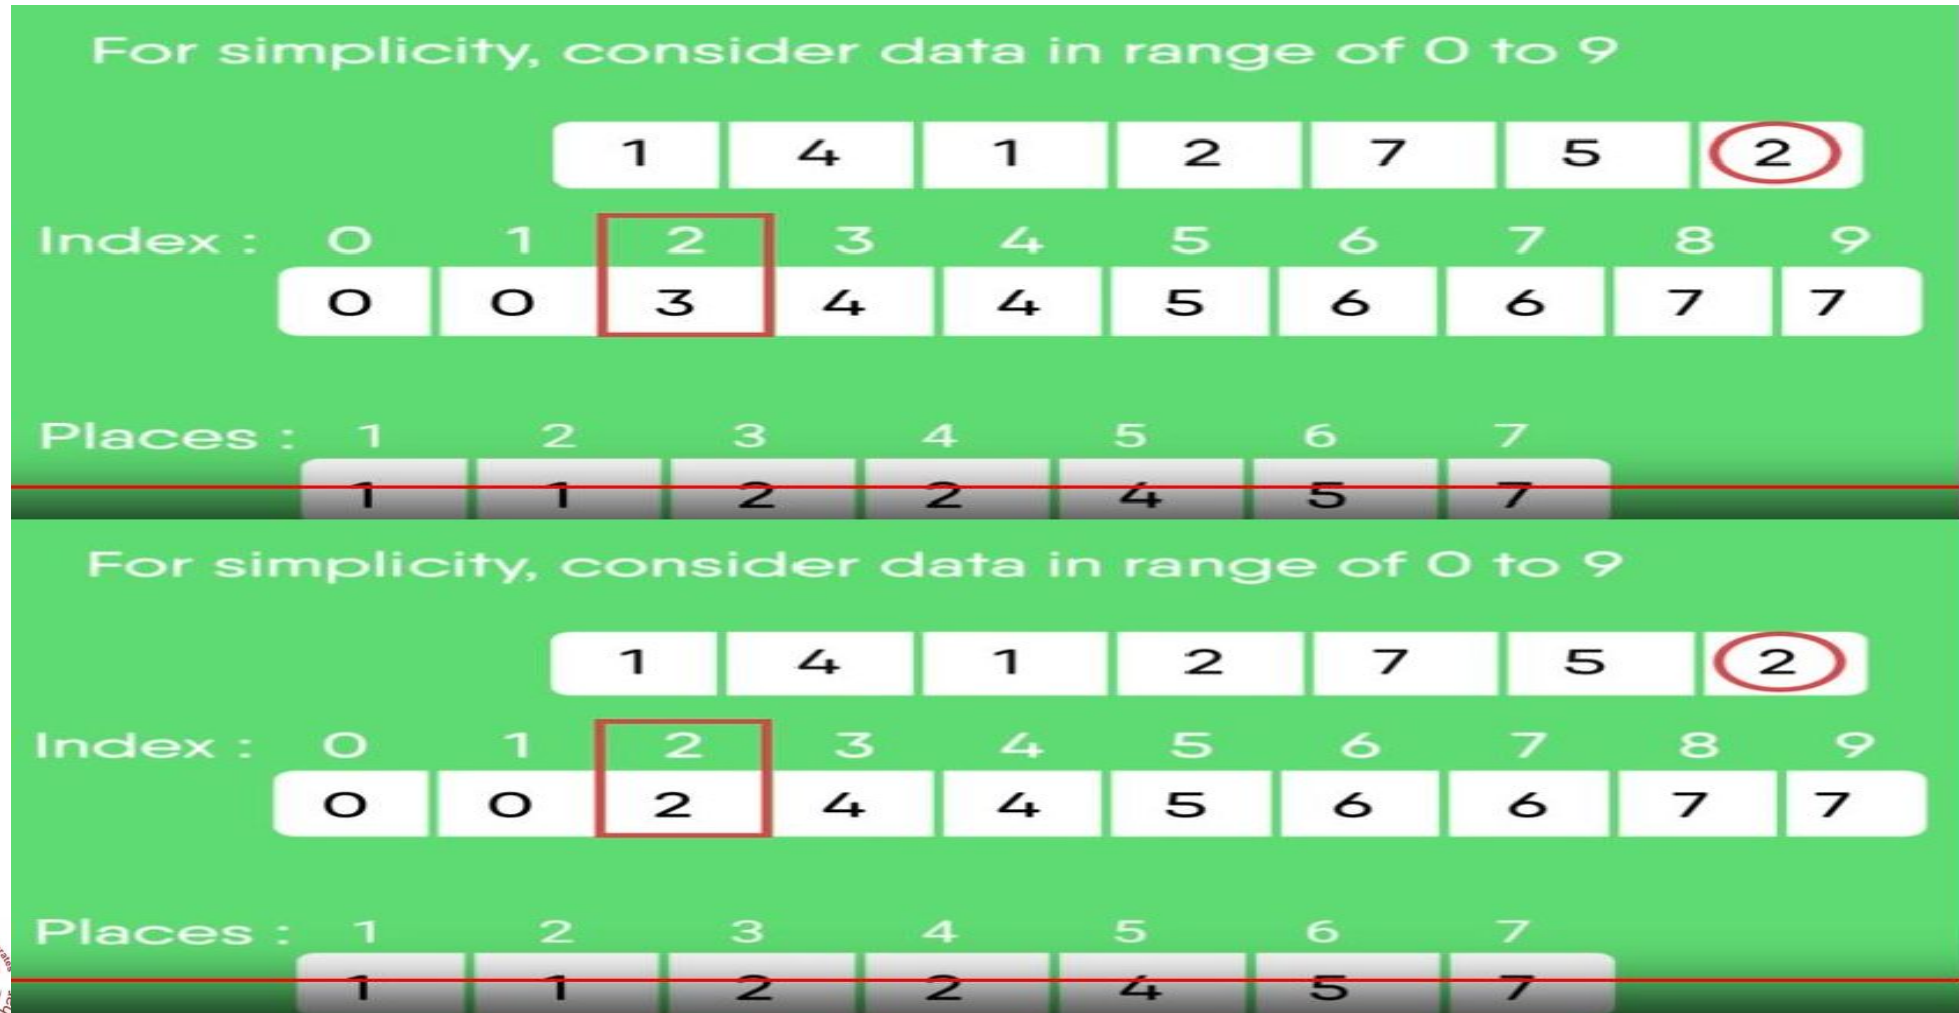 For simplicity, consider data in range of 0 to 9
1 4 1 2 7 5 2
Index : 0 1 2 3 4 5 6 7 8 9
0 0 3 4 4 5 6 6 7 7
Places : 1 2 3 4 5 6 7
1 1 2 2 4 5 7
For simplicity, consider data in range of 0 to 9
1 4 1 2 7 5 2
Index : 0 1 2 3 4 5 6 7 8 9
0 0 2 4 4 5 6 6 7 7
Places : 1 2 3 4 5 6 7
1 1 2 2 4 5 7